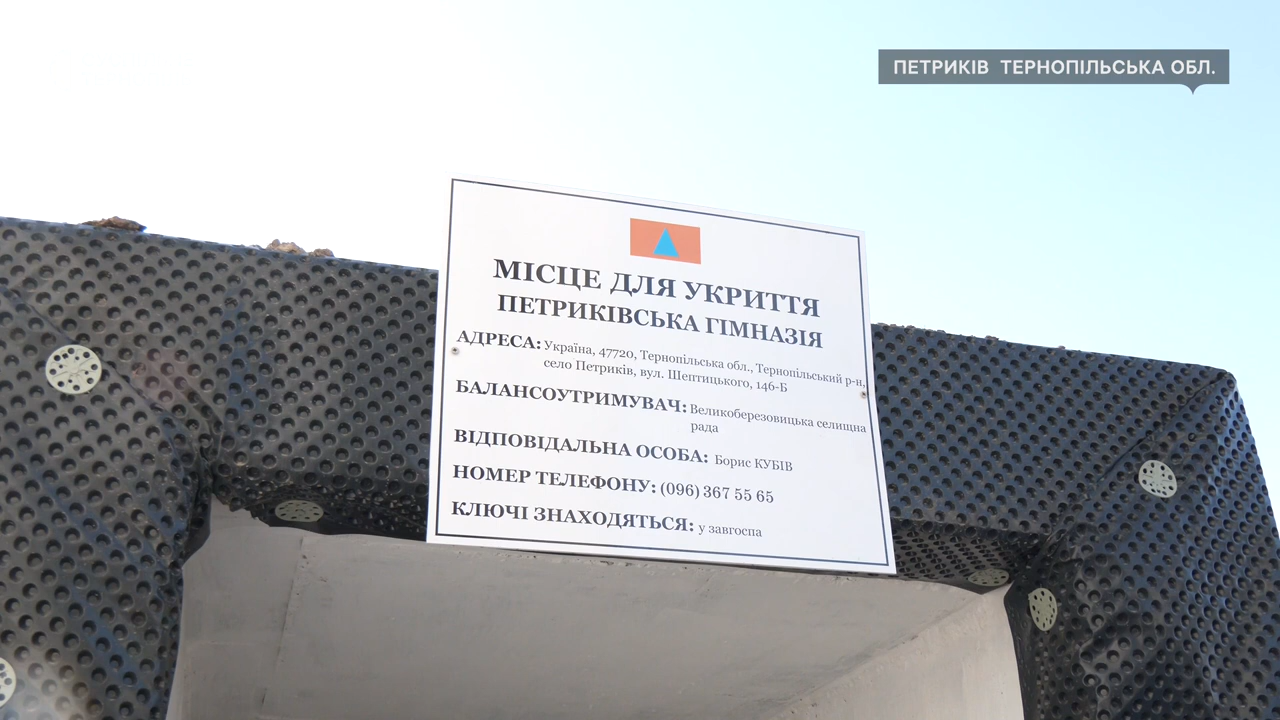 ПЕТРИКІВ ТЕРНОПІЛЬСЬКА ОБЛ.
МІСЦЕ ДЛЯ УКРИТТЯ
ПЕТРИКІВСЬКА ГІМНАЗІЯ
АДРЕСА: Україна, 47720, Тернопільська обл., Тернопільський р-н,
село Петриків, вул. Шептицького, 146-Б
БАЛАНСОУТРИМУВАЧ: Великоберезовицька селищна
рада
ВІДПОВІДАЛЬНА ОСОБА: Борис КУБІВ
НОМЕР ТЕЛЕФОНУ: (096) 367 55 65
КЛЮЧІ ЗНАХОДЯТЬСЯ: у завгоспа